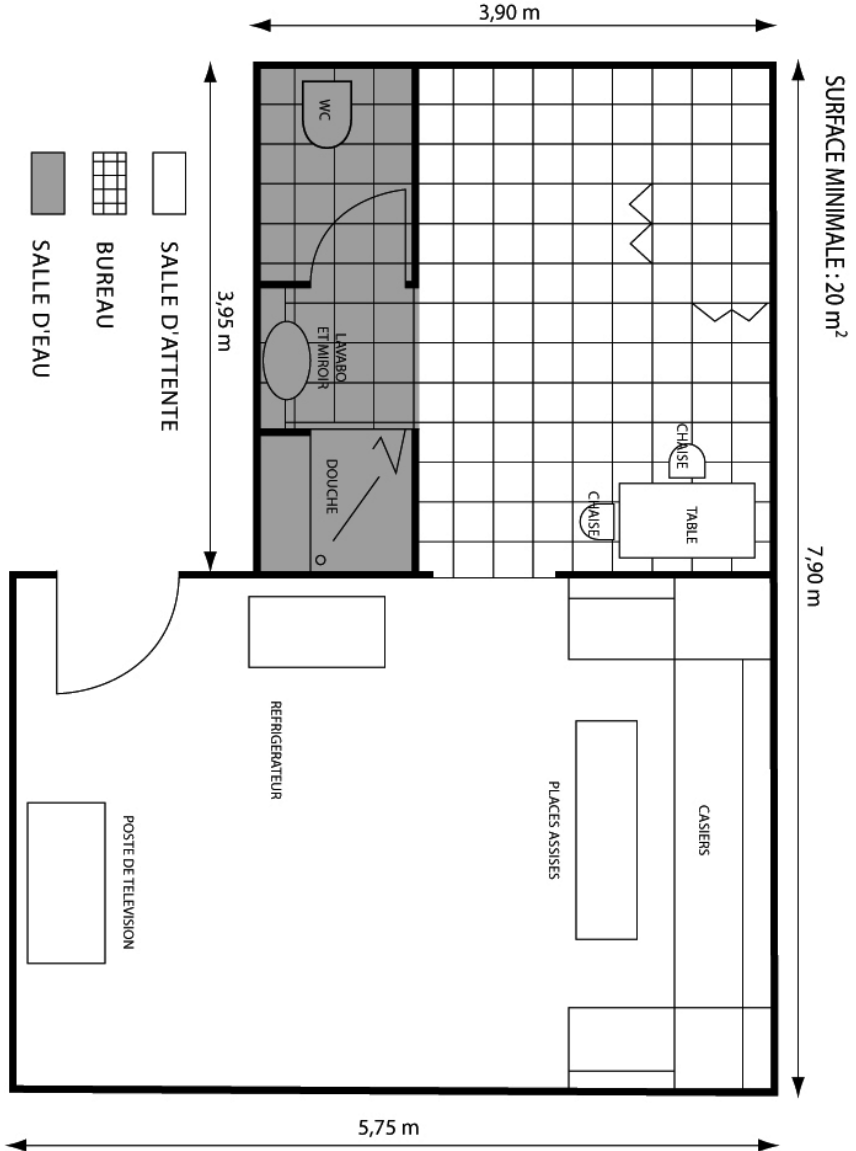 3,90 m
SURFACE MINIMALE : 20 m²
WC
3,95 m
SALLE D'ATTENTE
BUREAU
SALLE D'EAU
LAVABO
ET MIROIR
CHAISE
CHAISE
TABLE
DOUCHE
7,90 m
REFRIGERATEUR
PLACES ASSISES
CASIERS
POSTE DE TELEVISION
5,75 m